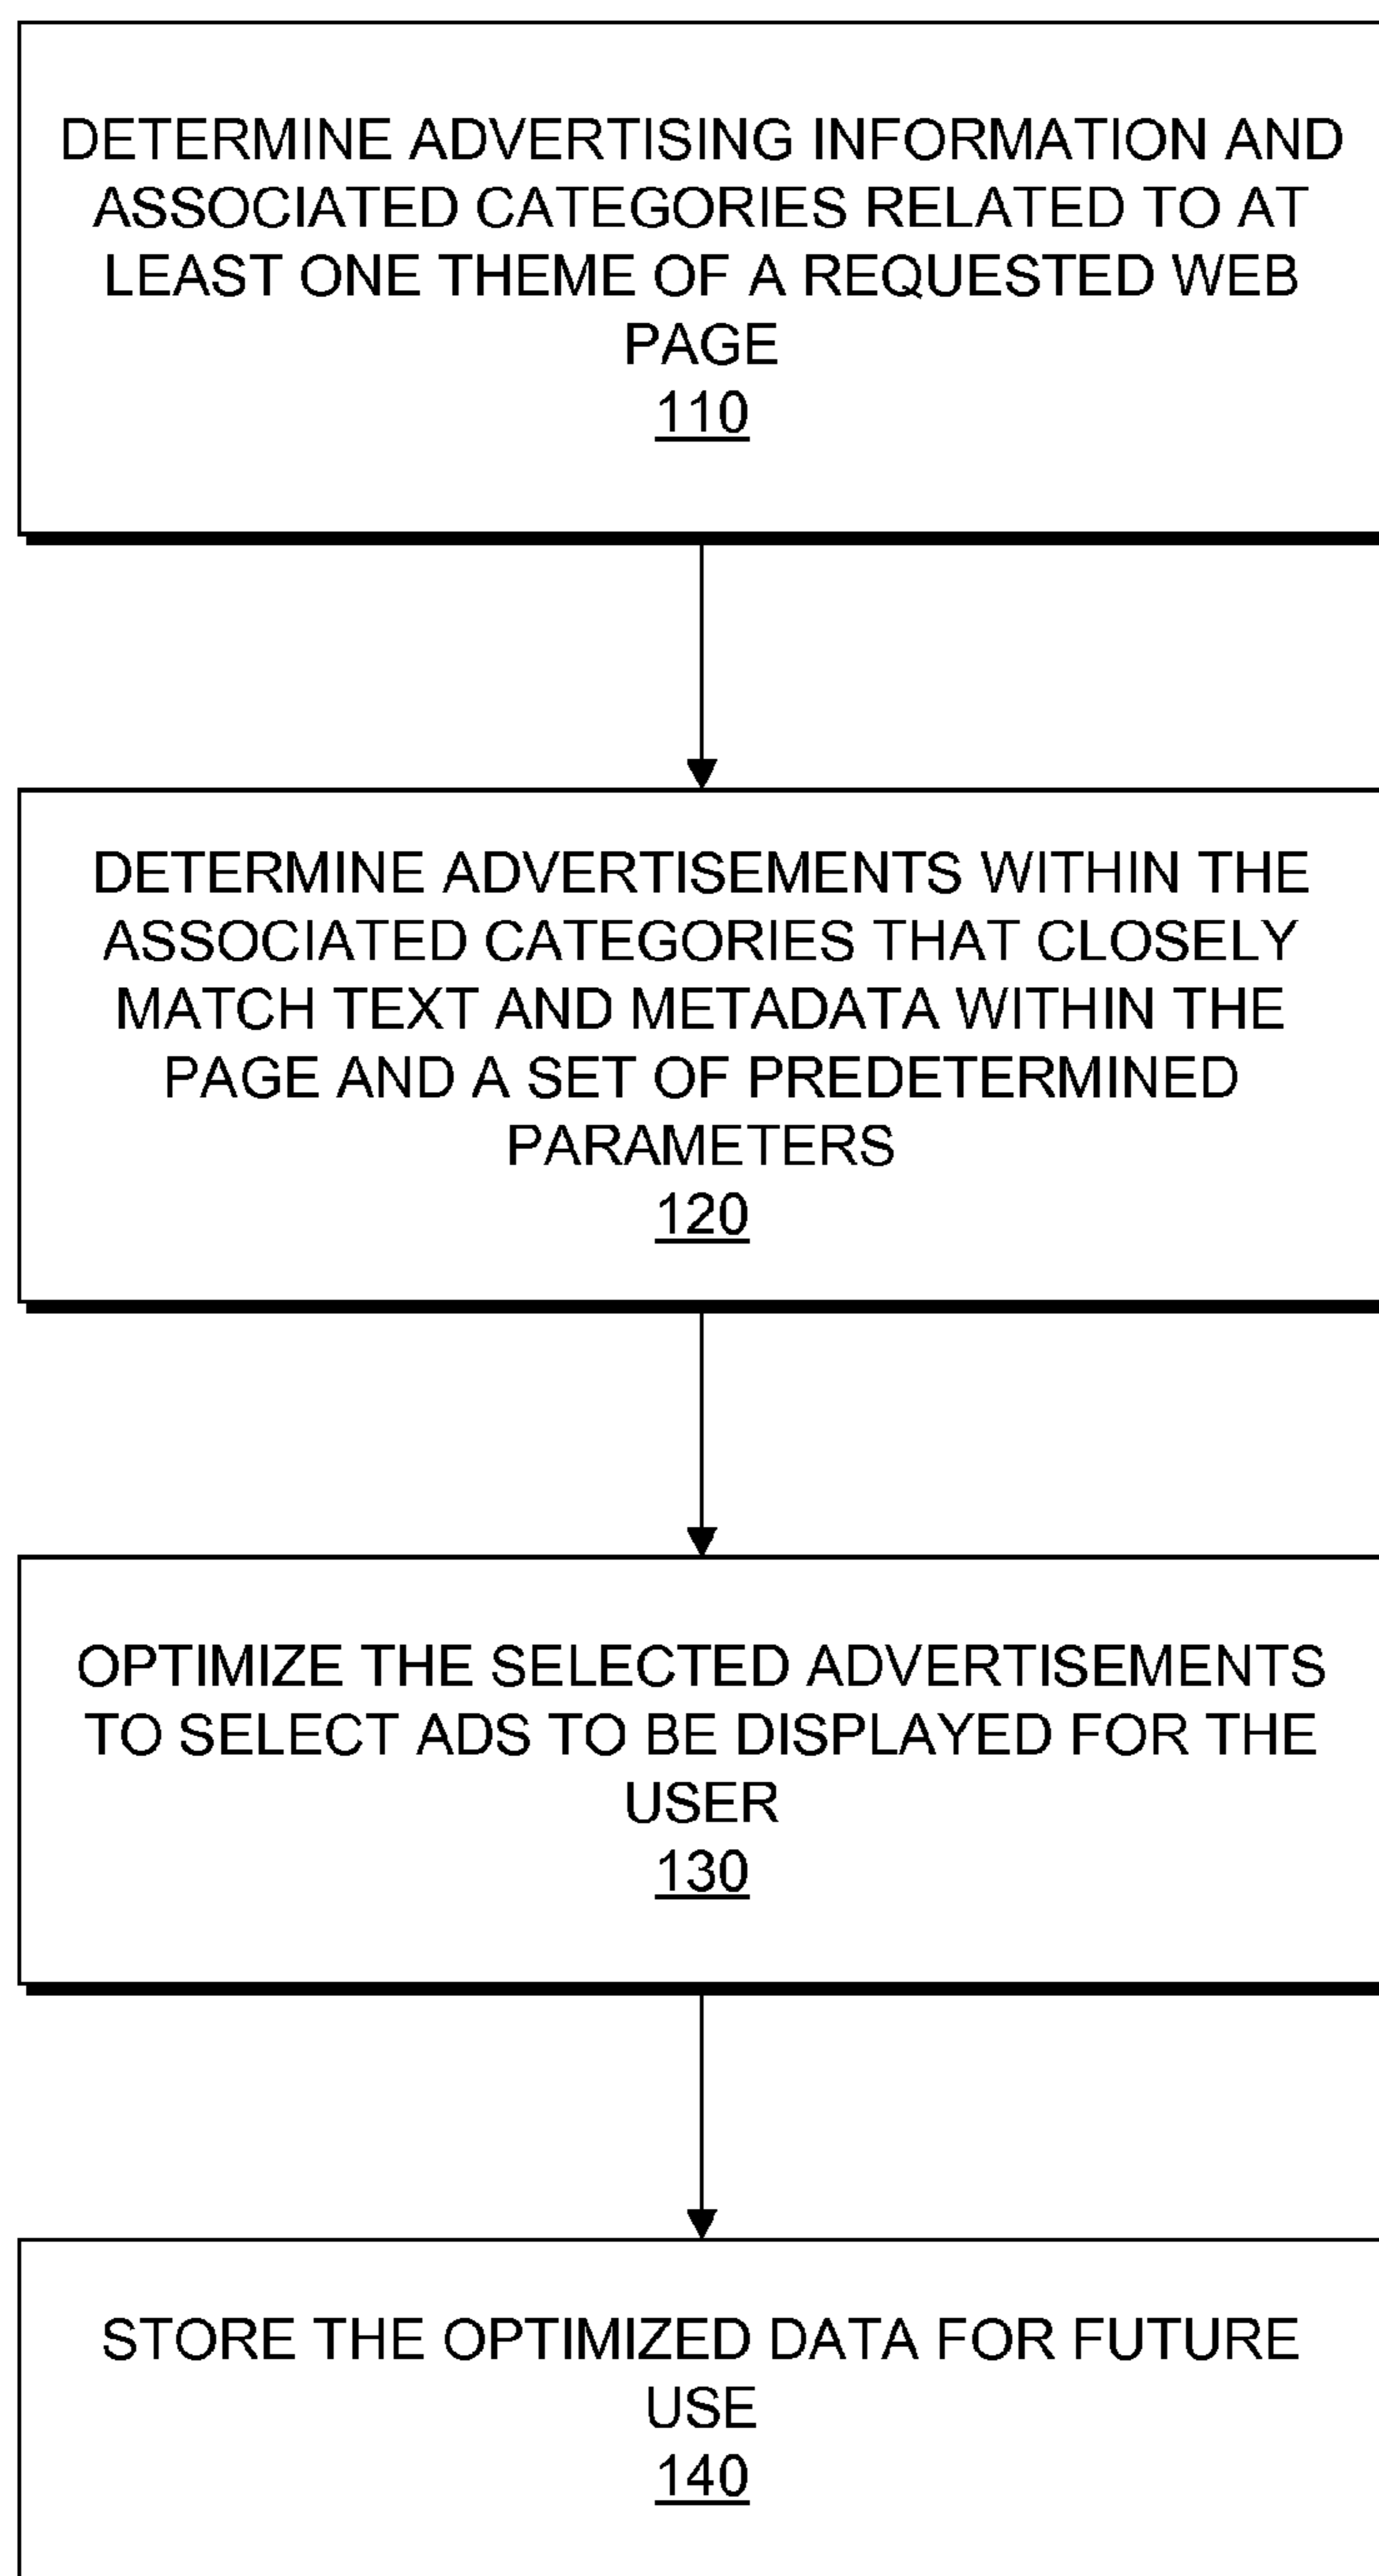 DETERMINE ADVERTISING INFORMATION AND
ASSOCIATED CATEGORIES RELATED TO AT
LEAST ONE THEME OF A REQUESTED WEB
PAGE
110
DETERMINE ADVERTISEMENTS WITHIN THE
ASSOCIATED CATEGORIES THAT CLOSELY
MATCH TEXT AND METADATA WITHIN THE
PAGE AND A SET OF PREDETERMINED
PARAMETERS
120
OPTIMIZE THE SELECTED ADVERTISEMENTS
TO SELECT ADS TO BE DISPLAYED FOR THE
USER
130
STORE THE OPTIMIZED DATA FOR FUTURE
USE
140